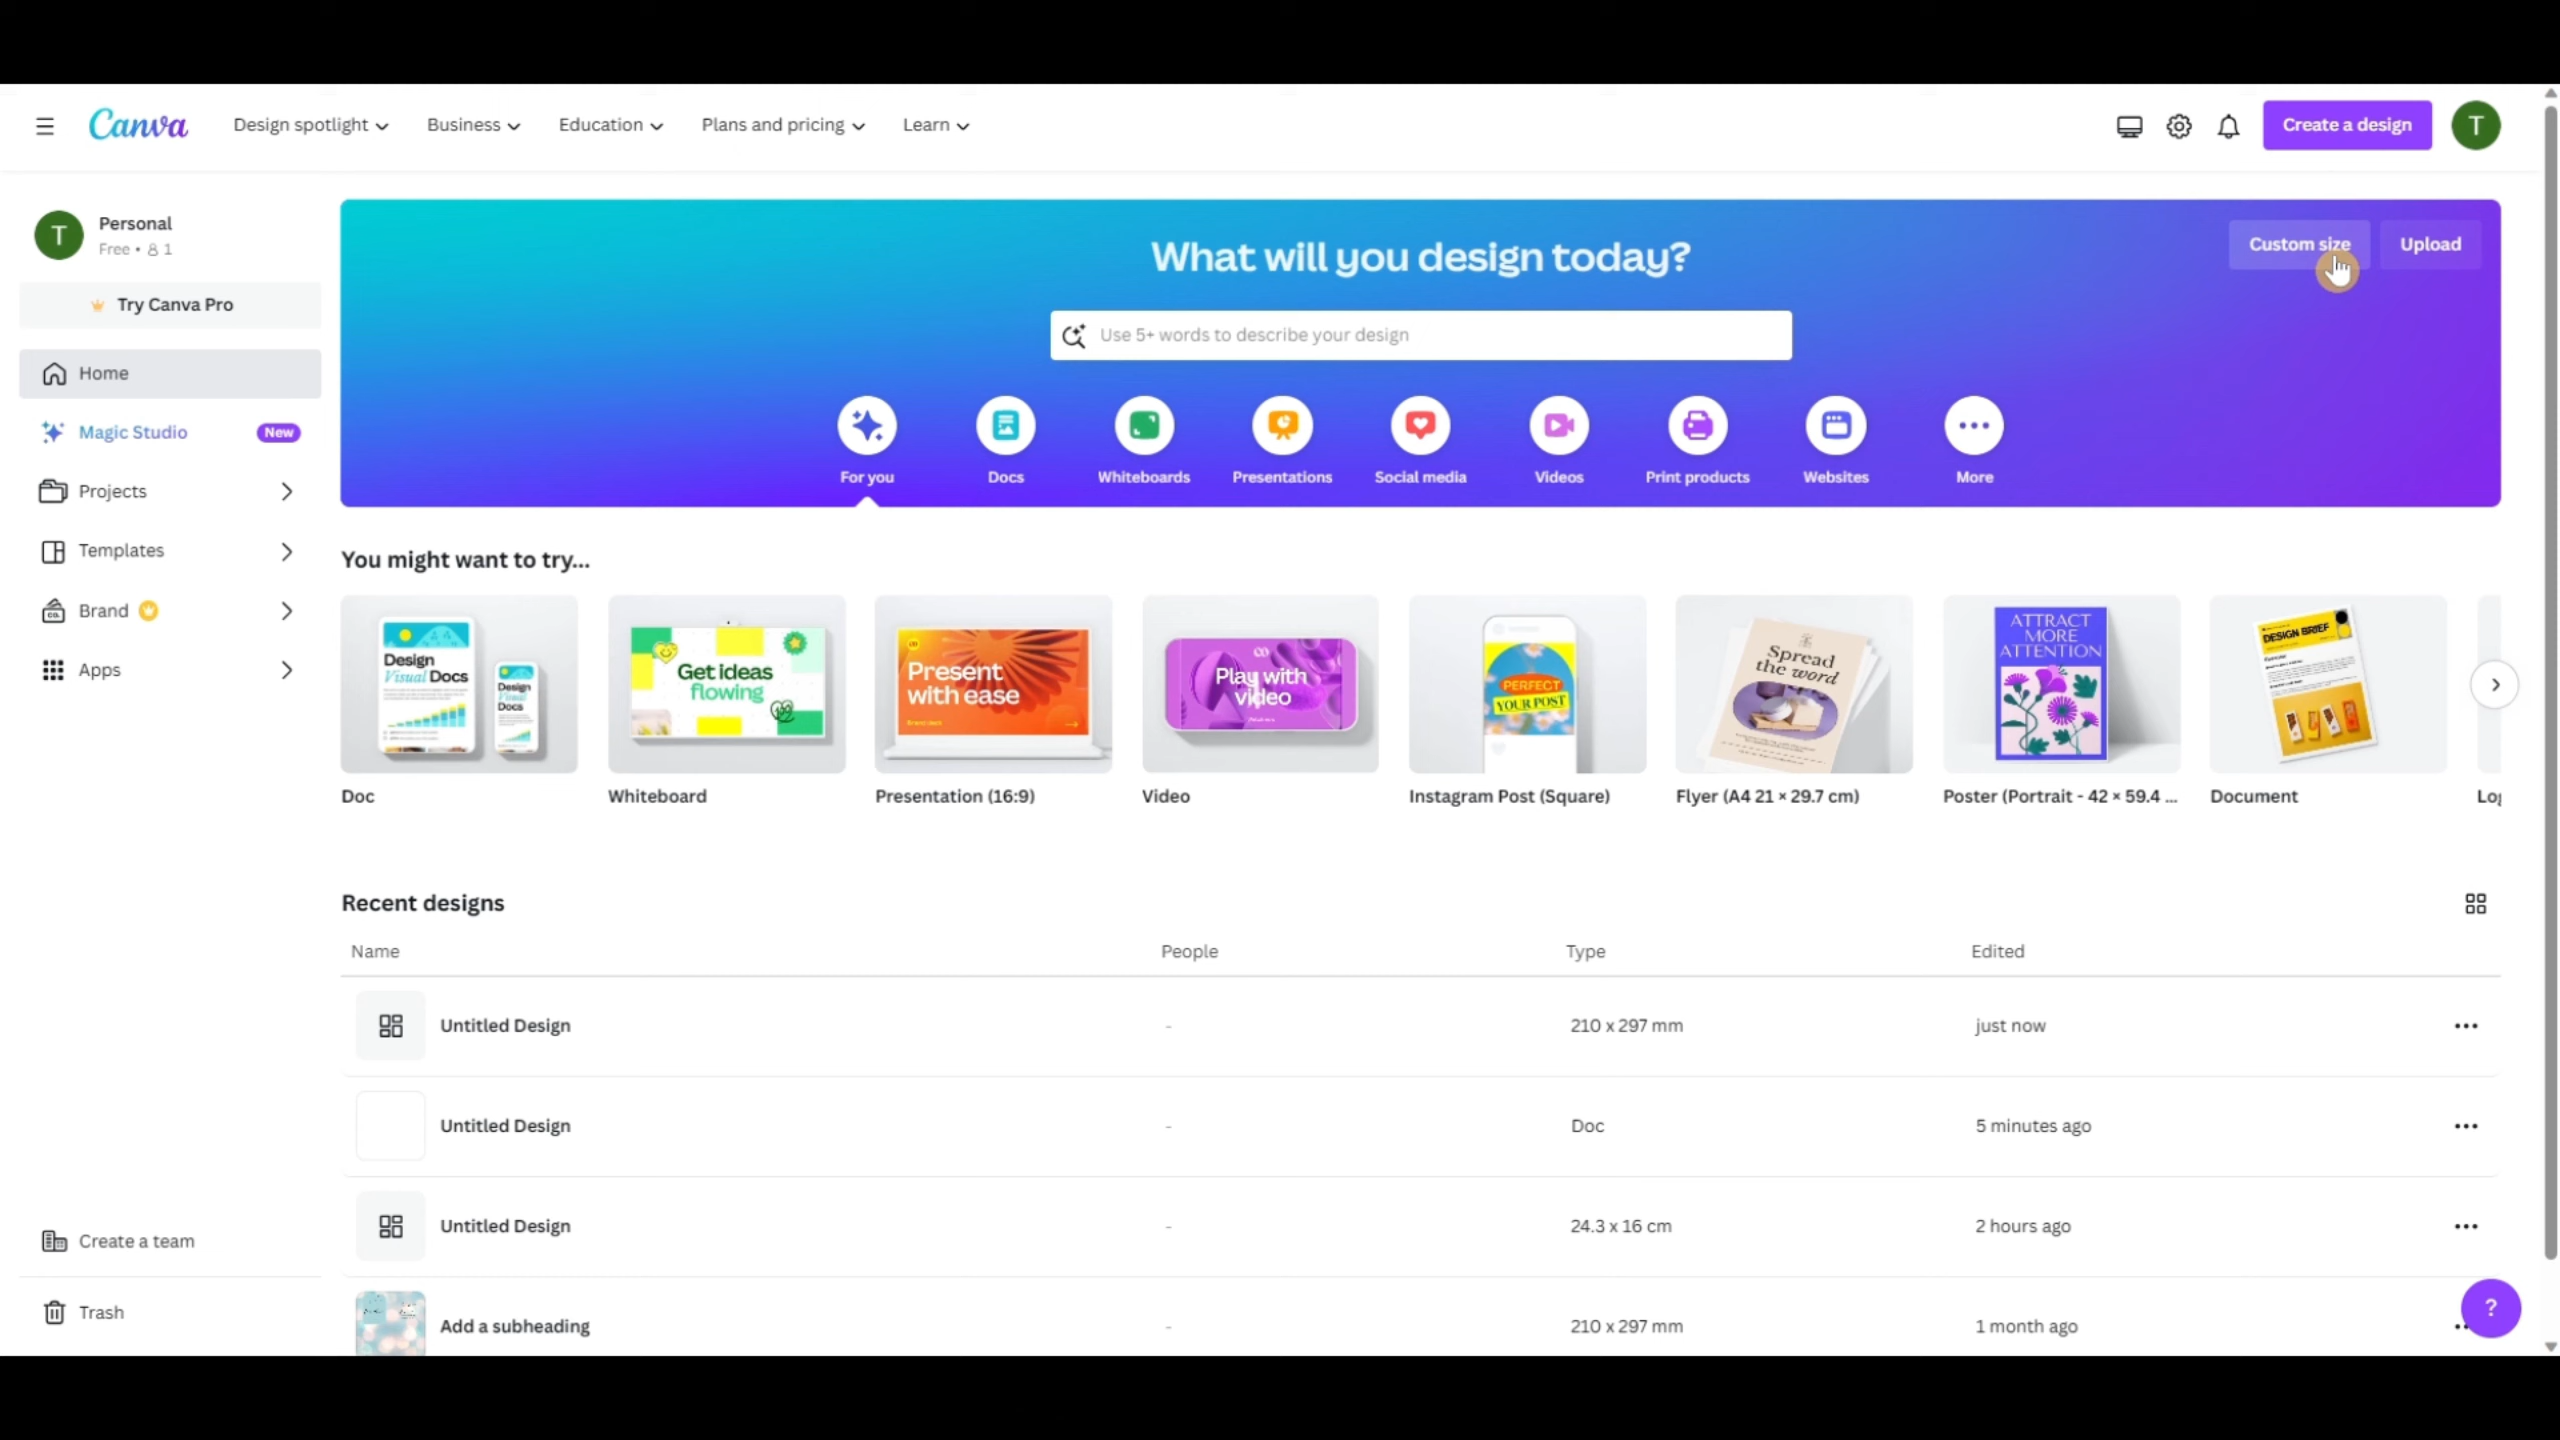 Canva
Design spotlight
Business
Education
Plans and pricing
Learn
Create a design
T
T
Personal
Free • 1
Try Canva Pro
Home
Magic Studio
New
Projects
Templates
Brand
Apps
Create a team
Trash
What will you design today?
Custom size
Upload
Use 5+ words to describe your design
For you
Docs
Whiteboards
Presentations
Social media
Videos
Print products
Websites
More
You might want to try...
Design
Visual Docs
Design
Visual
Docs
Get ideas
flowing
Present
with ease
Play with
video
PERFECT
YOUR POST
Spread
the word
ATTRACT
MORE
ATTENTION
DESIGN BRIEF
Doc
Whiteboard
Presentation (16:9)
Video
Instagram Post (Square)
Flyer (A4 21 × 29.7 cm)
Poster (Portrait - 42 × 59.4 ...
Document
Recent designs
Name
People
Type
Edited
Untitled Design
-
210 x 297 mm
just now
Untitled Design
-
Doc
5 minutes ago
Untitled Design
-
24.3 x 16 cm
2 hours ago
Add a subheading
-
210 x 297 mm
1 month ago
?